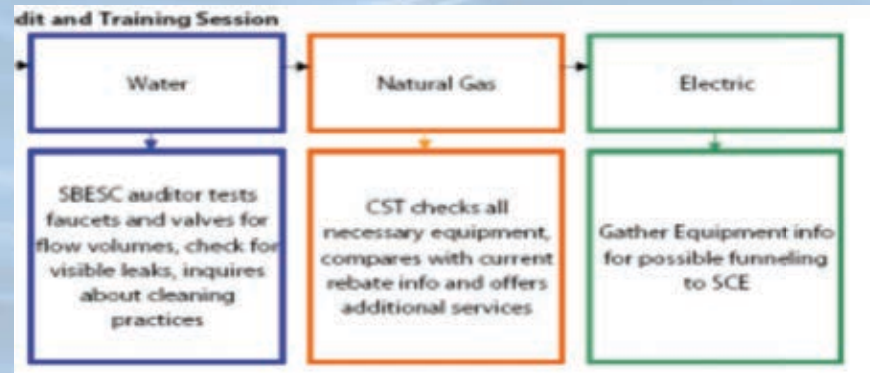 dit and Training Session
Water
Natural Gas
Electric
SBESC auditor tests
faucets and valves for
flow volumes, check for
visible leaks, inquires
about cleaning
practices
CST checks all
necessary equipment,
compares with current
rebate info and offers
additional services
Gather Equipment info
for possible funneling
to SCE